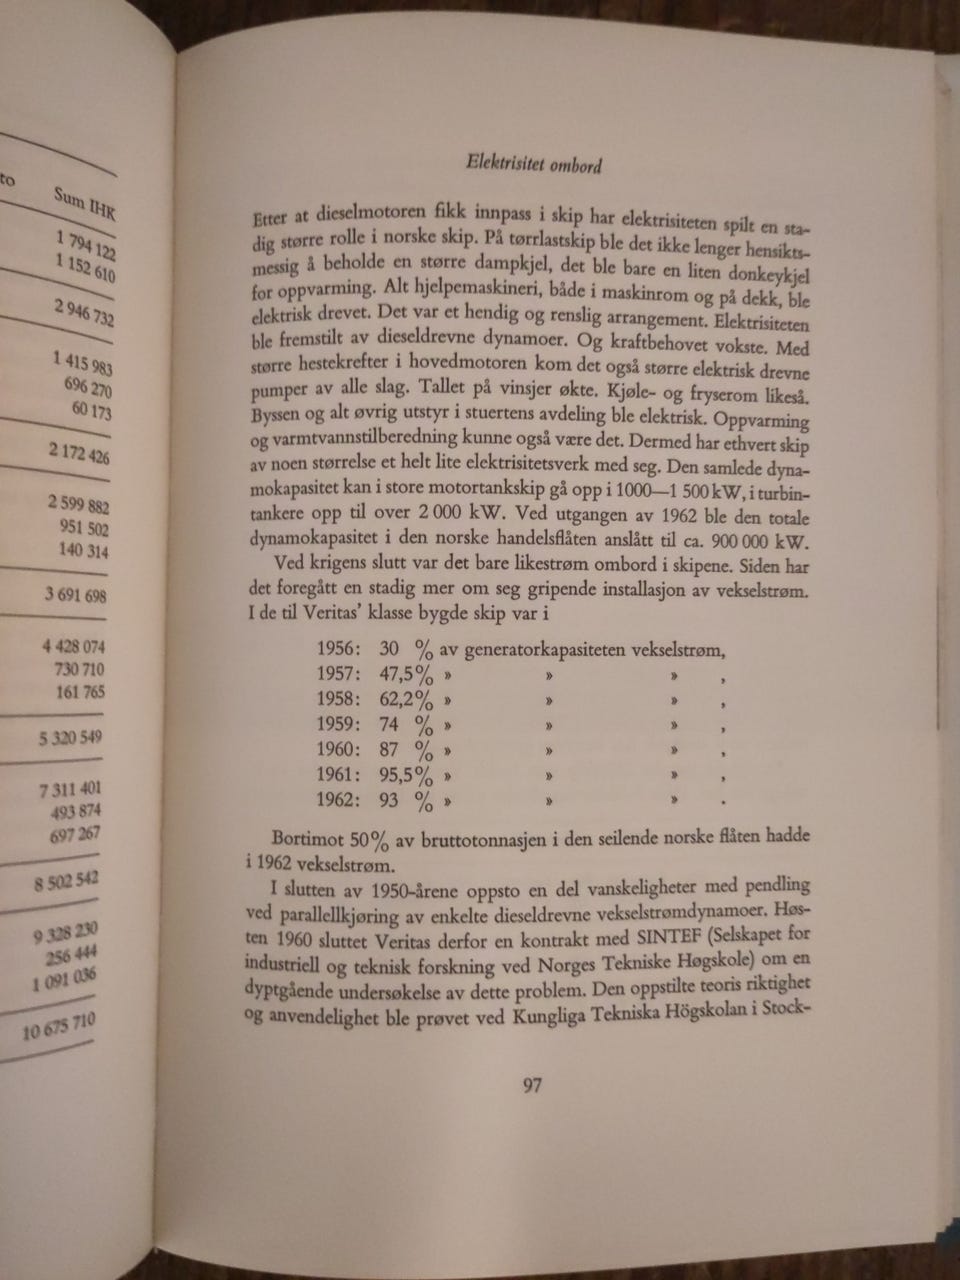 to Sum IHK
1 794 122
1 152 610
2 946 732
1 415 983
696 270
60 173
2 172 426
2 599 882
951 502
140 314
3 691 698
4 428 074
730 710
161 765
5 320 549
7 311 401
493 874
697 267
8 502 542
9 328 230
256 444
1 091 036
10 675 710
Elektrisitet ombord
Etter at dieselmotoren fikk innpass i skip har elektrisiteten spilt en sta-
dig større rolle i norske skip. På tørrlastskip ble det ikke lenger hensikts-
messig å beholde en større dampkjel, det ble bare en liten donkeykjel
for oppvarming. Alt hjelpemaskineri, både i maskinrom og på dekk, ble
elektrisk drevet. Det var et hendig og renslig arrangement. Elektrisiteten
ble fremstilt av dieseldrevne dynamoer. Og kraftbehovet vokste. Med
større hestekrefter i hovedmotoren kom det også større elektrisk drevne
pumper av alle slag. Tallet på vinsjer økte. Kjøle- og fryserom likeså.
Byssen og alt øvrig utstyr i stuertens avdeling ble elektrisk. Oppvarming
og varmtvannstilberedning kunne også være det. Dermed har ethvert skip
av noen størrelse et helt lite elektrisitetsverk med seg. Den samlede dyna-
mokapasitet kan i store motortankskip gå opp i 1000—1 500 kW, i turbin-
tankere opp til over 2 000 kW. Ved utgangen av 1962 ble den totale
dynamokapasitet i den norske handelsflåten anslått til ca. 900 000 kW.
Ved krigens slutt var det bare likestrøm ombord i skipene. Siden har
det foregått en stadig mer om seg gripende installasjon av vekselstrøm.
I de til Veritas' klasse bygde skip var i
1956: 30 % av generatorkapasiteten vekselstrøm,
1957: 47,5% » » » ,
1958: 62,2% » » » ,
1959: 74 % » » » ,
1960: 87 % » » » ,
1961: 95,5% » » » ,
1962: 93 % » » » .
Bortimot 50% av bruttotonnasjen i den seilende norske flåten hadde
i 1962 vekselstrøm.
I slutten av 1950-årene oppsto en del vanskeligheter med pendling
ved parallellkjøring av enkelte dieseldrevne vekselstrømdynamoer. Høs-
ten 1960 sluttet Veritas derfor en kontrakt med SINTEF (Selskapet for
industriell og teknisk forskning ved Norges Tekniske Høgskole) om en
dyptgående undersøkelse av dette problem. Den oppstilte teoris riktighet
og anvendelighet ble prøvet ved Kungliga Tekniska Högskolan i Stock-
97